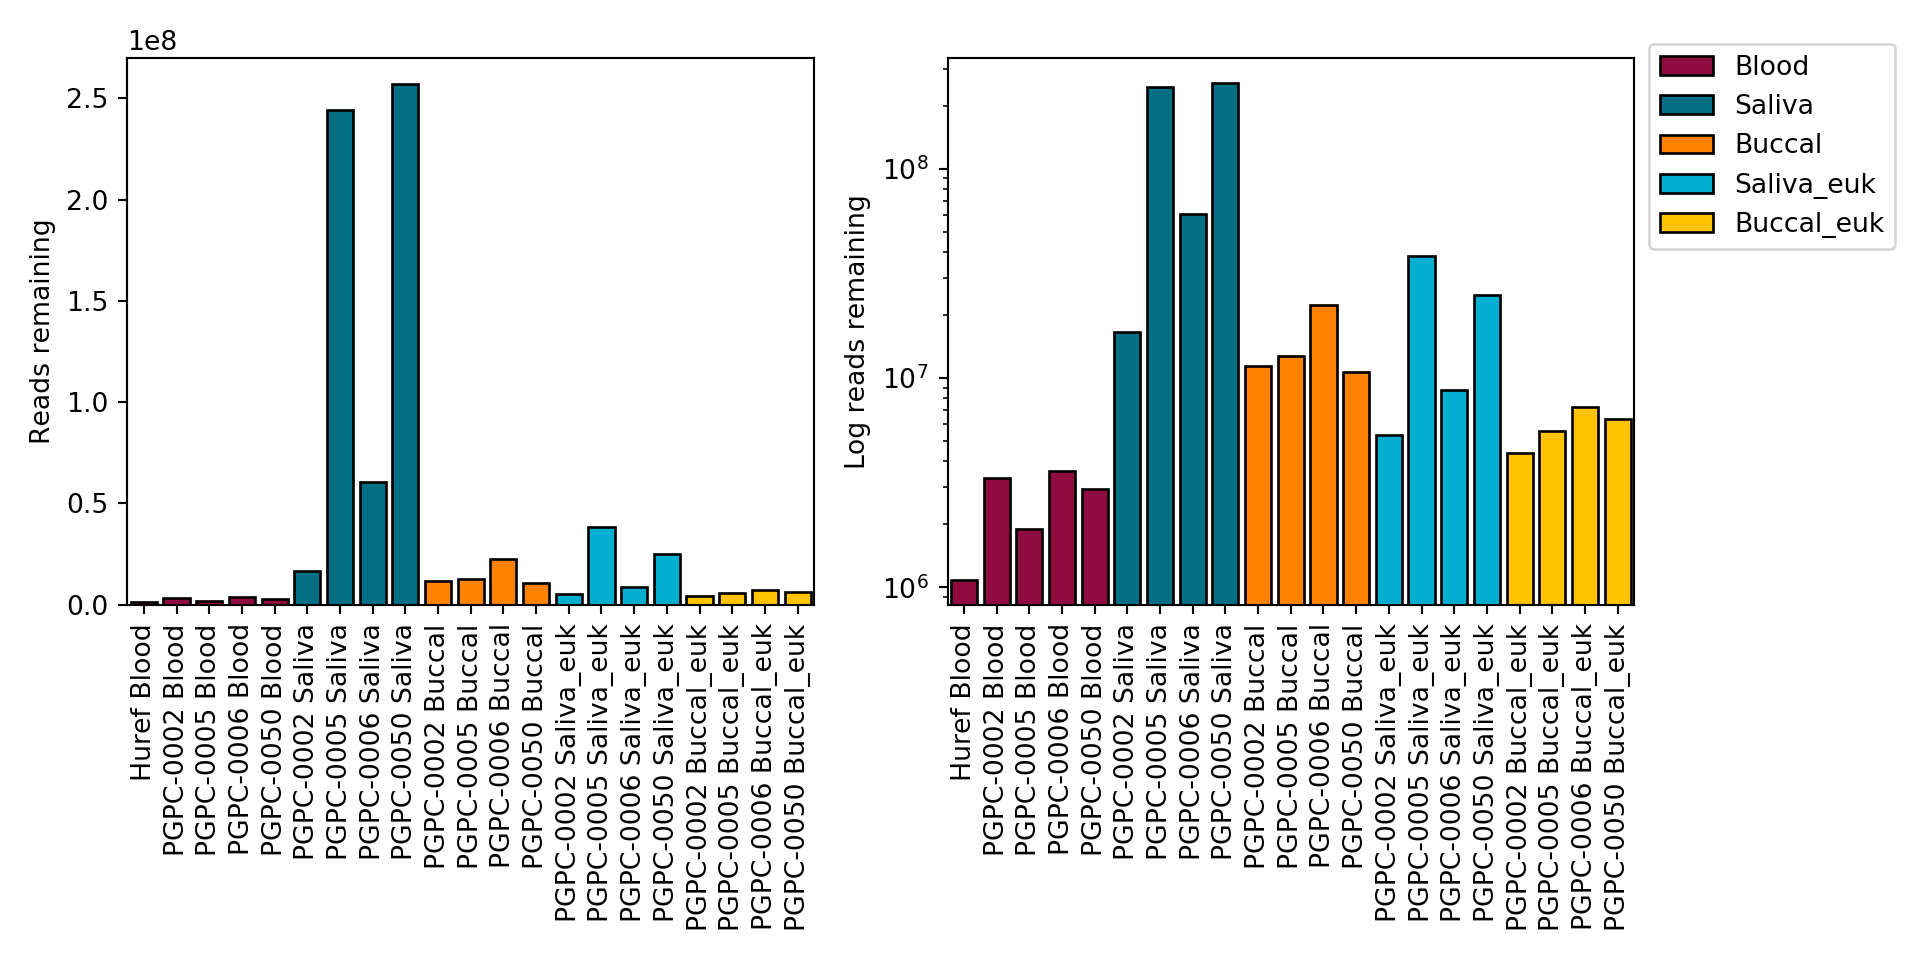 1e8
2.5
2.0
1.5
1.0
0.5
0.0
Reads remaining
Huref Blood
PGPC-0002 Blood
PGPC-0005 Blood
PGPC-0006 Blood
PGPC-0050 Blood
PGPC-0002 Saliva
PGPC-0005 Saliva
PGPC-0006 Saliva
PGPC-0050 Saliva
PGPC-0002 Buccal
PGPC-0005 Buccal
PGPC-0006 Buccal
PGPC-0050 Buccal
PGPC-0002 Saliva_euk
PGPC-0005 Saliva_euk
PGPC-0006 Saliva_euk
PGPC-0050 Saliva_euk
PGPC-0002 Buccal_euk
PGPC-0005 Buccal_euk
PGPC-0006 Buccal_euk
PGPC-0050 Buccal_euk
10⁸
10⁷
10⁶
Log reads remaining
Huref Blood
PGPC-0002 Blood
PGPC-0005 Blood
PGPC-0006 Blood
PGPC-0050 Blood
PGPC-0002 Saliva
PGPC-0005 Saliva
PGPC-0006 Saliva
PGPC-0050 Saliva
PGPC-0002 Buccal
PGPC-0005 Buccal
PGPC-0006 Buccal
PGPC-0050 Buccal
PGPC-0002 Saliva_euk
PGPC-0005 Saliva_euk
PGPC-0006 Saliva_euk
PGPC-0050 Saliva_euk
PGPC-0002 Buccal_euk
PGPC-0005 Buccal_euk
PGPC-0006 Buccal_euk
PGPC-0050 Buccal_euk
Blood
Saliva
Buccal
Saliva_euk
Buccal_euk